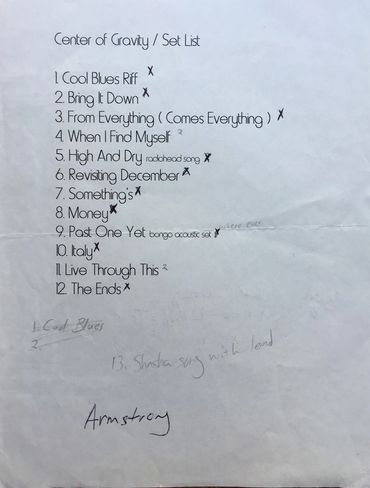 Center of Gravity / Set List
1. Cool Blues Riff x
2. Bring It Down x
3. From Everything ( Comes Everything ) x
4. When I Find Myself 2
5. High And Dry radiohead song x
6. Revisiting December x
7. Something's x
8. Money x
9. Past One Yet bongo acoustic set x
10. Italy x
11. Live Through This 2
12. The Ends x
1. Cool Blues
2.
13. song with
Armstrong